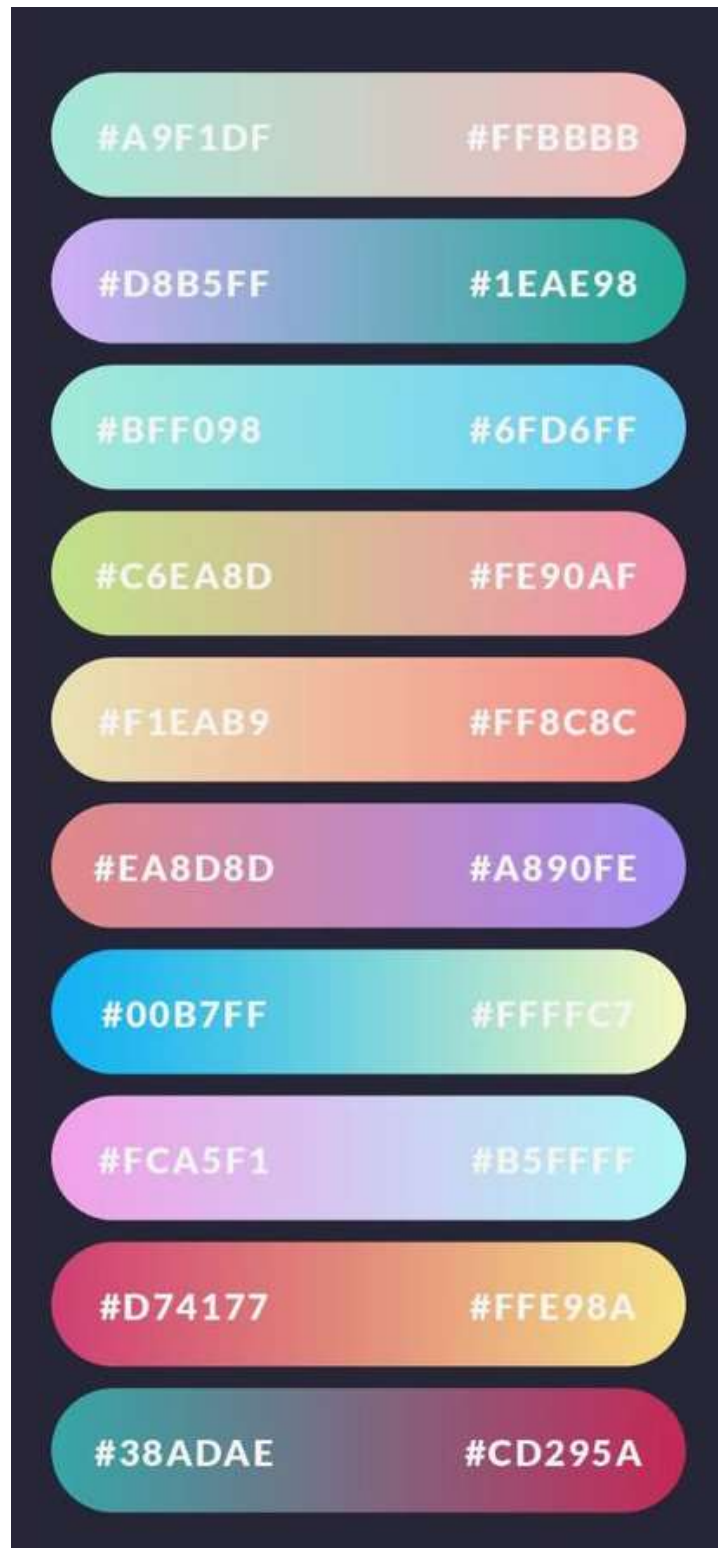 #A9F1DF #FFBBBB
#D8B5FF #1EAE98
#BFF098 #6FD6FF
#C6EA8D #FE90AF
#F1EAB9 #FF8C8C
#EA8D8D #A890FE
#00B7FF #FFFFC7
#FCA5F1 #B5FFFF
#D74177 #FFE98A
#38ADAE #CD295A